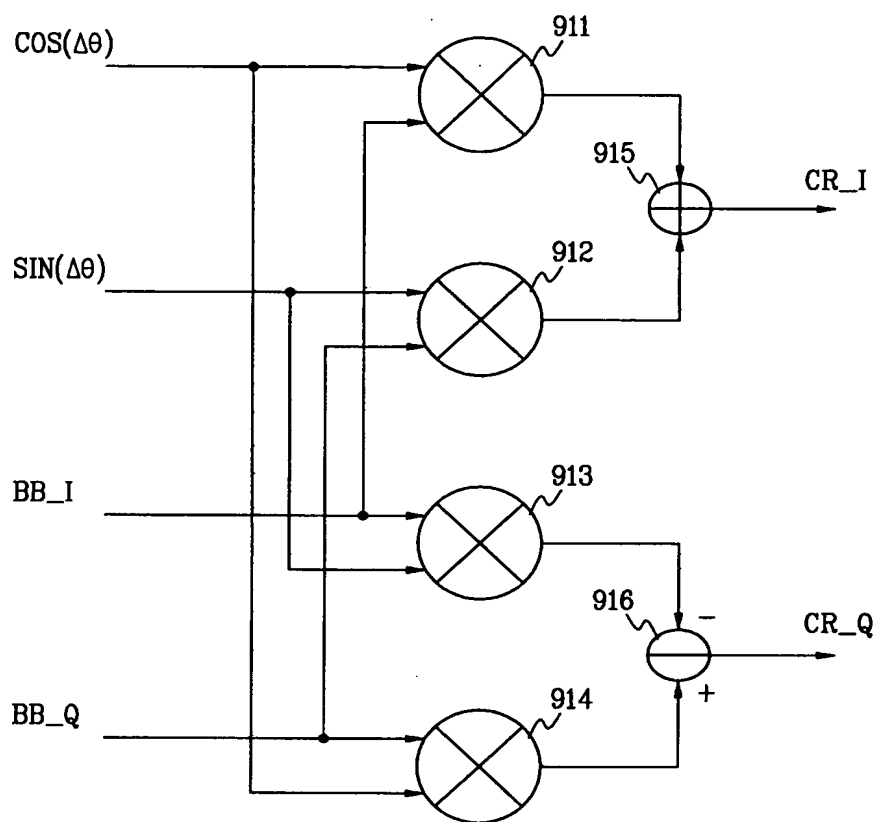 COS(Δθ)
911
915
CR_I
SIN(Δθ)
912
BB_I
913
916
-
CR_Q
+
BB_Q
914